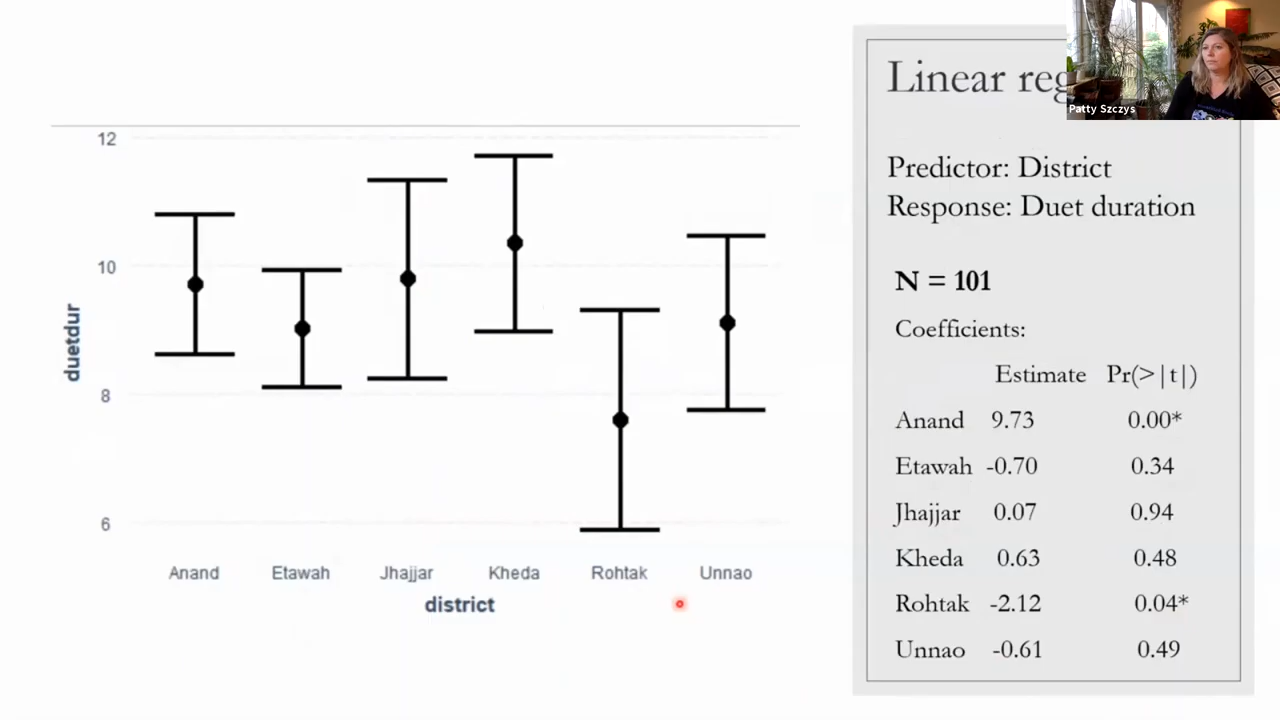 12
10
8
6
duetdur
Anand Etawah Jhajjar Kheda Rohtak Unnao
district
Linear reg
Patty Szczys
Predictor: District
Response: Duet duration
N = 101
Coefficients:
Estimate Pr(>|t|)
Anand 9.73 0.00*
Etawah -0.70 0.34
Jhajjar 0.07 0.94
Kheda 0.63 0.48
Rohtak -2.12 0.04*
Unnao -0.61 0.49